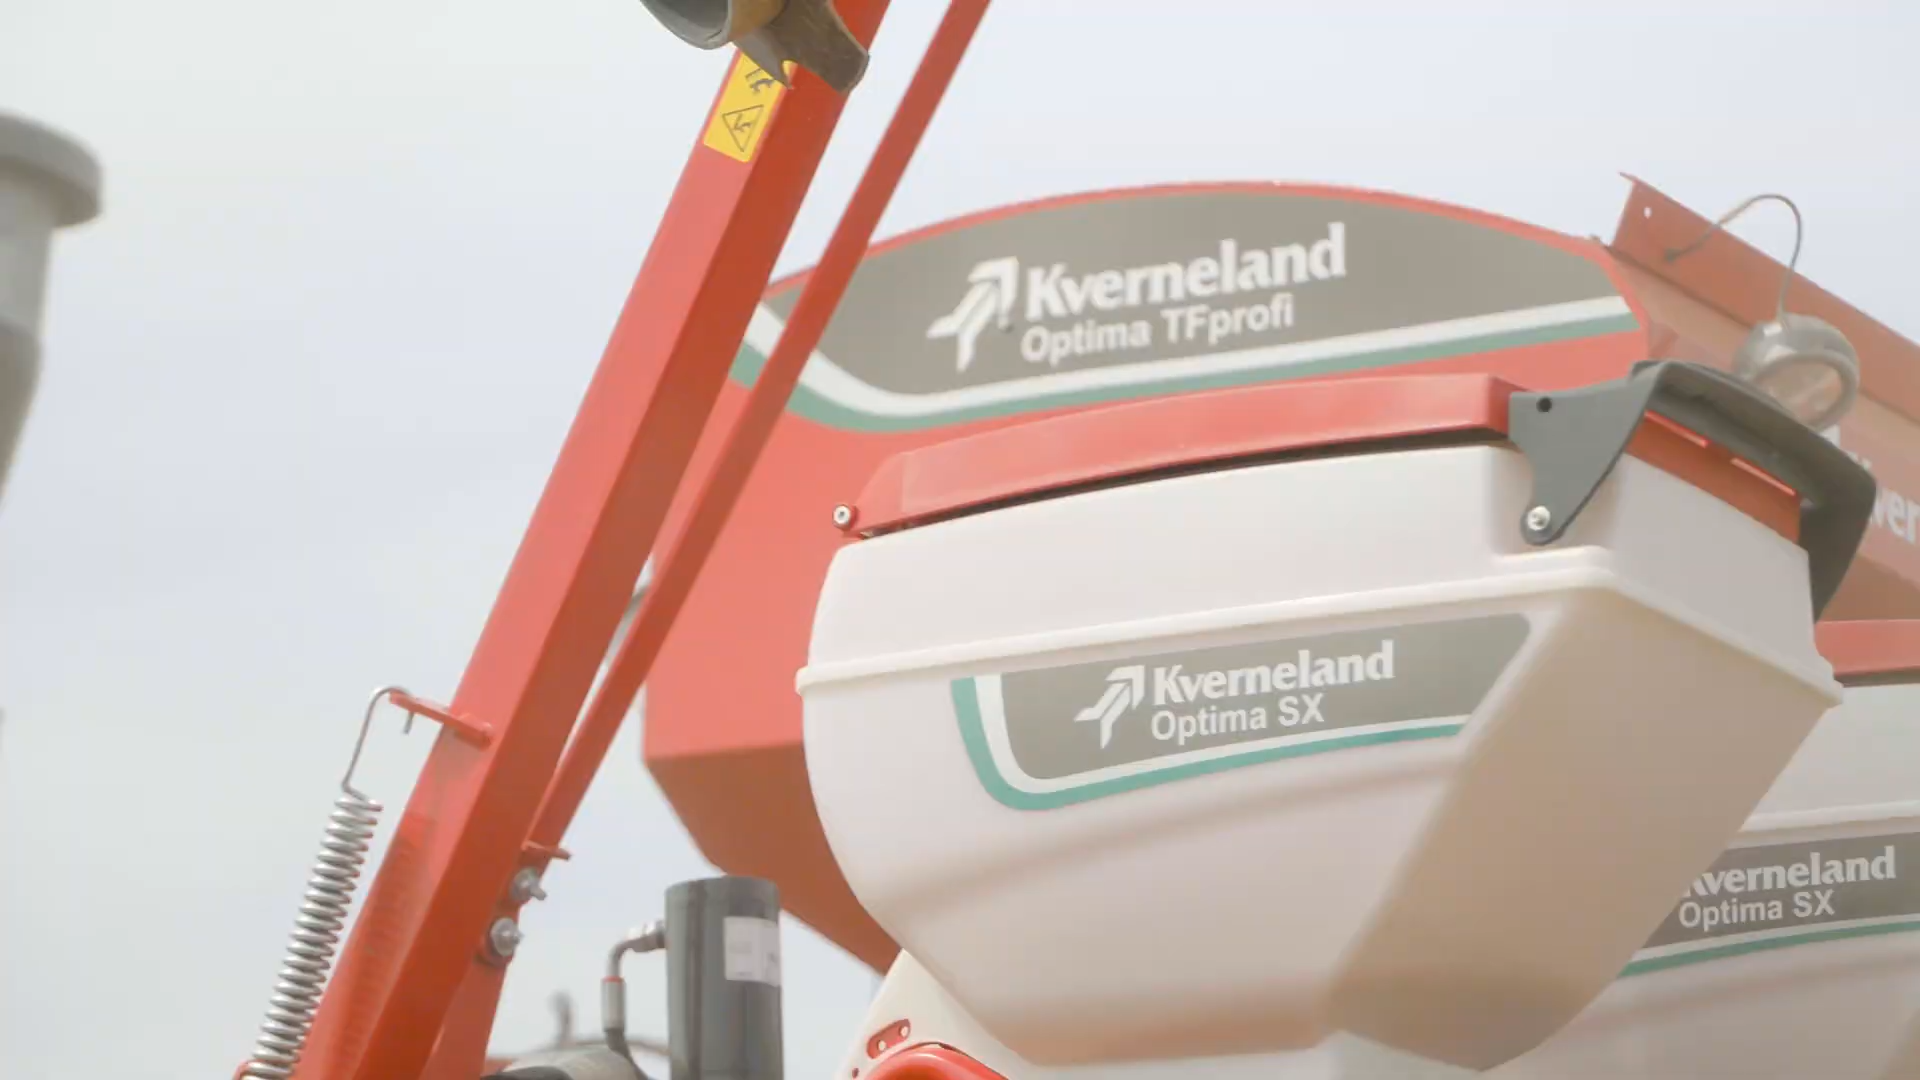 Kverneland
Optima TFprofi
Kverneland
Optima SX
Kverneland
Optima SX